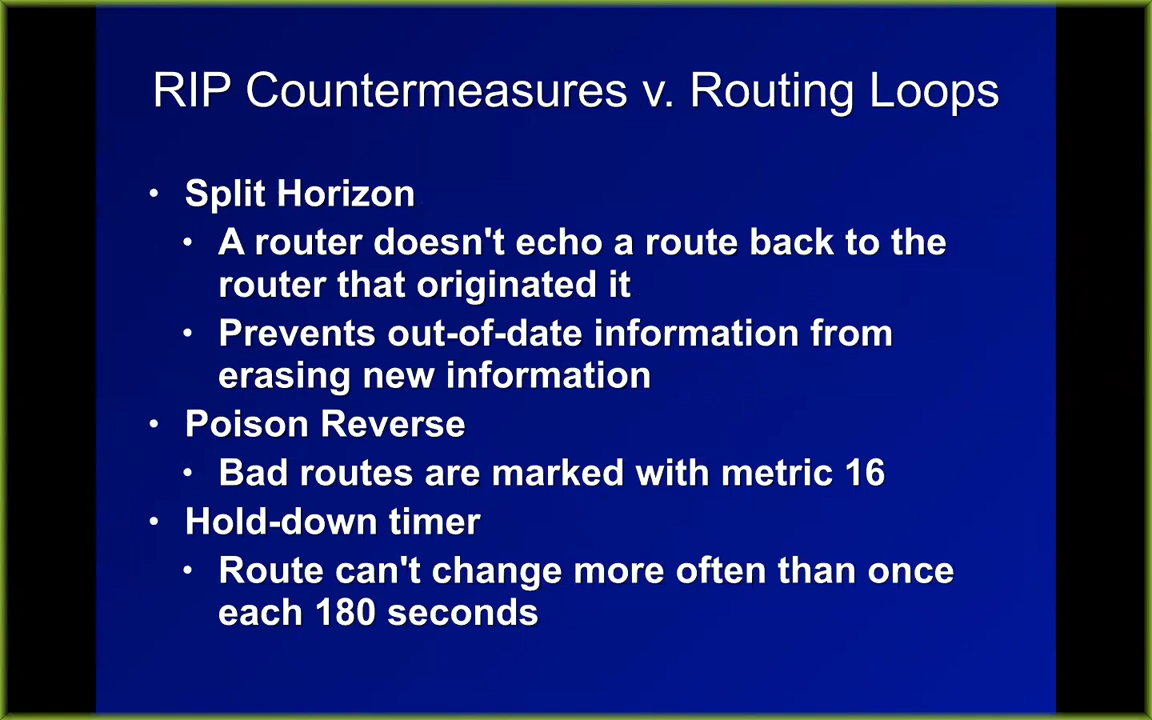 RIP Countermeasures v. Routing Loops
• Split Horizon
• A router doesn't echo a route back to the
router that originated it
• Prevents out-of-date information from
erasing new information
• Poison Reverse
• Bad routes are marked with metric 16
• Hold-down timer
• Route can't change more often than once
each 180 seconds